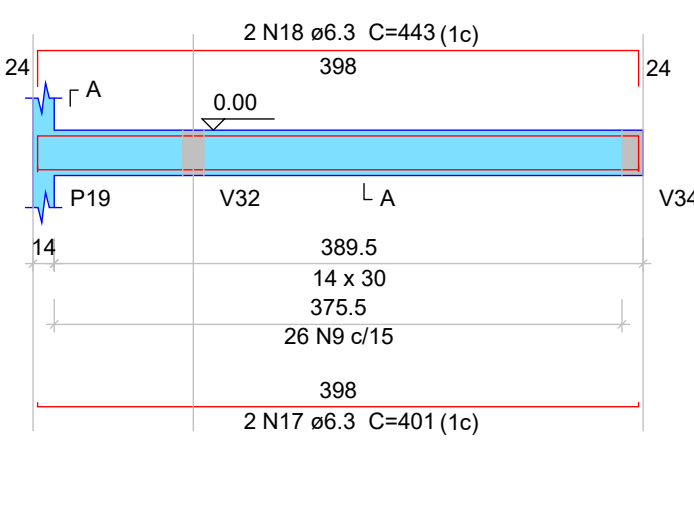 2 N18 ø6.3 C=443 (1c)
24 398 24
A
0.00
P19 V32 A V34
14 389.5
14 x 30
375.5
26 N9 c/15
398
2 N17 ø6.3 C=401 (1c)